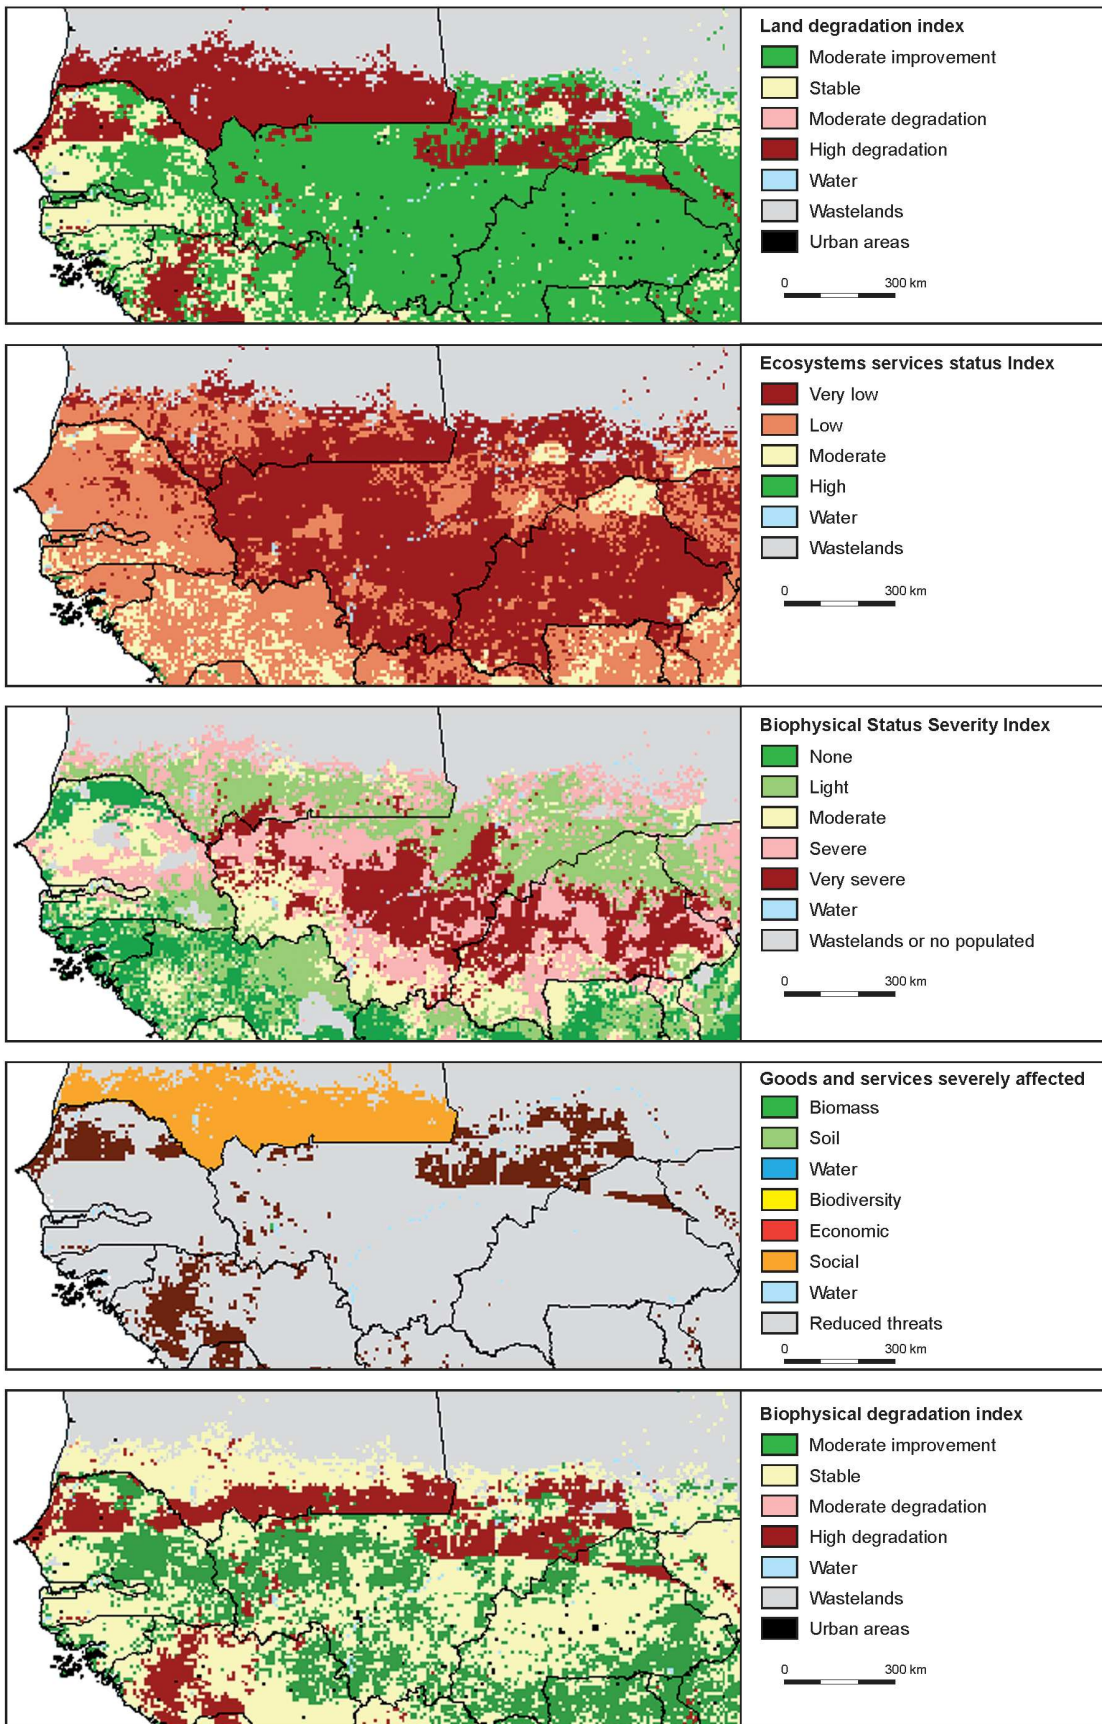 Land degradation index
Moderate improvement
Stable
Moderate degradation
High degradation
Water
Wastelands
Urban areas
0 300 km
Ecosystems services status Index
Very low
Low
Moderate
High
Water
Wastelands
0 300 km
Biophysical Status Severity Index
None
Light
Moderate
Severe
Very severe
Water
Wastelands or no populated
0 300 km
Goods and services severely affected
Biomass
Soil
Water
Biodiversity
Economic
Social
Water
Reduced threats
0 300 km
Biophysical degradation index
Moderate improvement
Stable
Moderate degradation
High degradation
Water
Wastelands
Urban areas
0 300 km